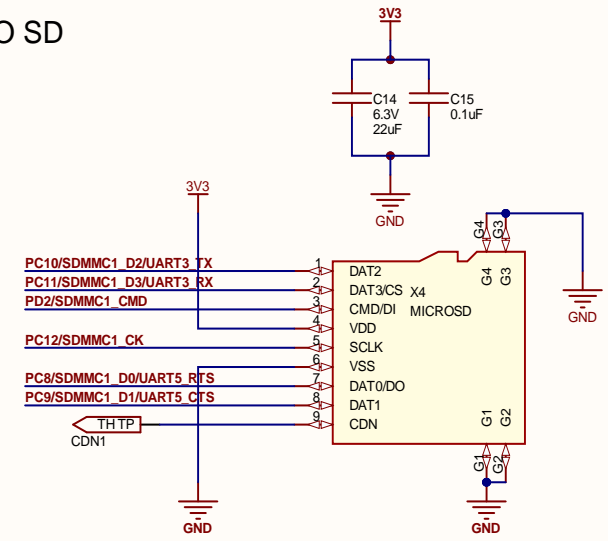 O SD
3V3
C14
6.3V
22uF
C15
0.1uF
GND
3V3
G4
G3
G4
G3
GND
PC10/SDMMC1_D2/UART3_TX
1
DAT2
PC11/SDMMC1_D3/UART3_RX
2
DAT3/CS
X4
PD2/SDMMC1_CMD
3
CMD/DI
MICROSD
4
VDD
PC12/SDMMC1_CK
5
SCLK
6
VSS
PC8/SDMMC1_D0/UART5_RTS
7
DAT0/DO
PC9/SDMMC1_D1/UART5_CTS
8
DAT1
TH TP
9
CDN
CDN1
G1
G2
G1
G2
GND
GND